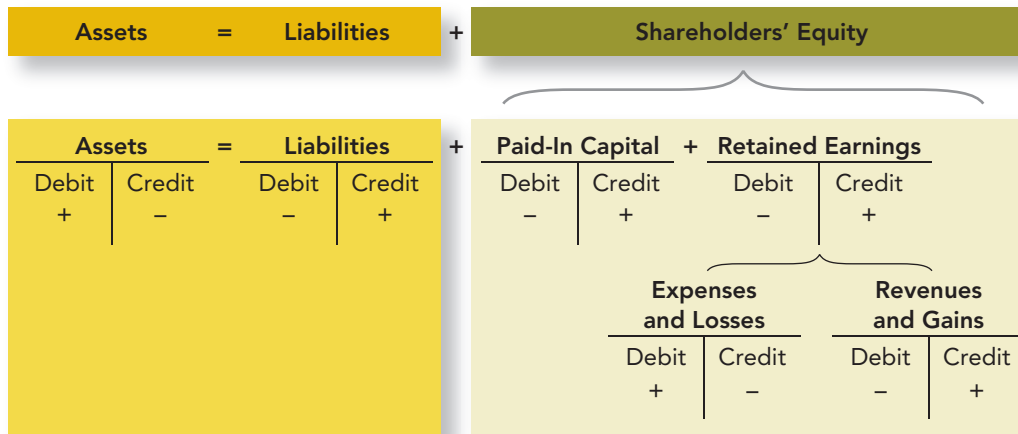 Assets = Liabilities + Shareholders’ Equity
Assets = Liabilities + Paid-In Capital + Retained Earnings
Debit Credit Debit Credit Debit Credit Debit Credit
+ – – + – + – +
Expenses and Losses
Debit Credit
+ –
Revenues and Gains
Debit Credit
– +